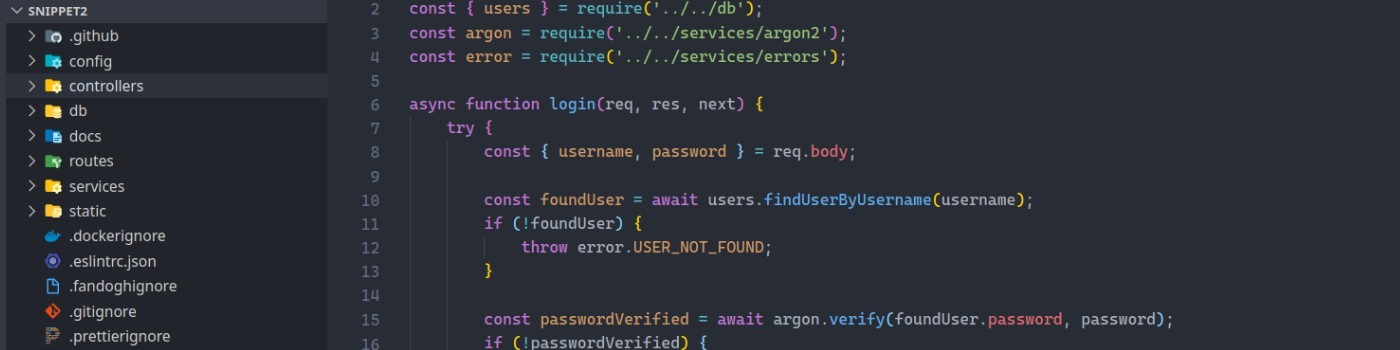 SNIPPET2
.github
config
controllers
db
docs
routes
services
static
.dockerignore
.eslintrc.json
.fandoghignore
.gitignore
.prettierignore
2 const { users } = require('../../db');
3 const argon = require('../../services/argon2');
4 const error = require('../../services/errors');
5
6 async function login(req, res, next) {
7 try {
8 const { username, password } = req.body;
9
10 const foundUser = await users.findUserByUsername(username);
11 if (!foundUser) {
12 throw error.USER_NOT_FOUND;
13 }
14
15 const passwordVerified = await argon.verify(foundUser.password, password);
16 if (!passwordVerified) {